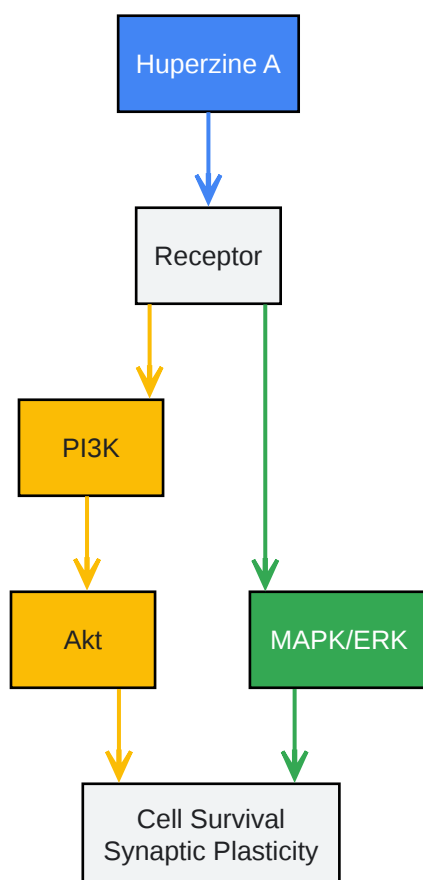 Huperzine A
Receptor
PI3K
Akt
MAPK/ERK
Cell Survival
Synaptic Plasticity